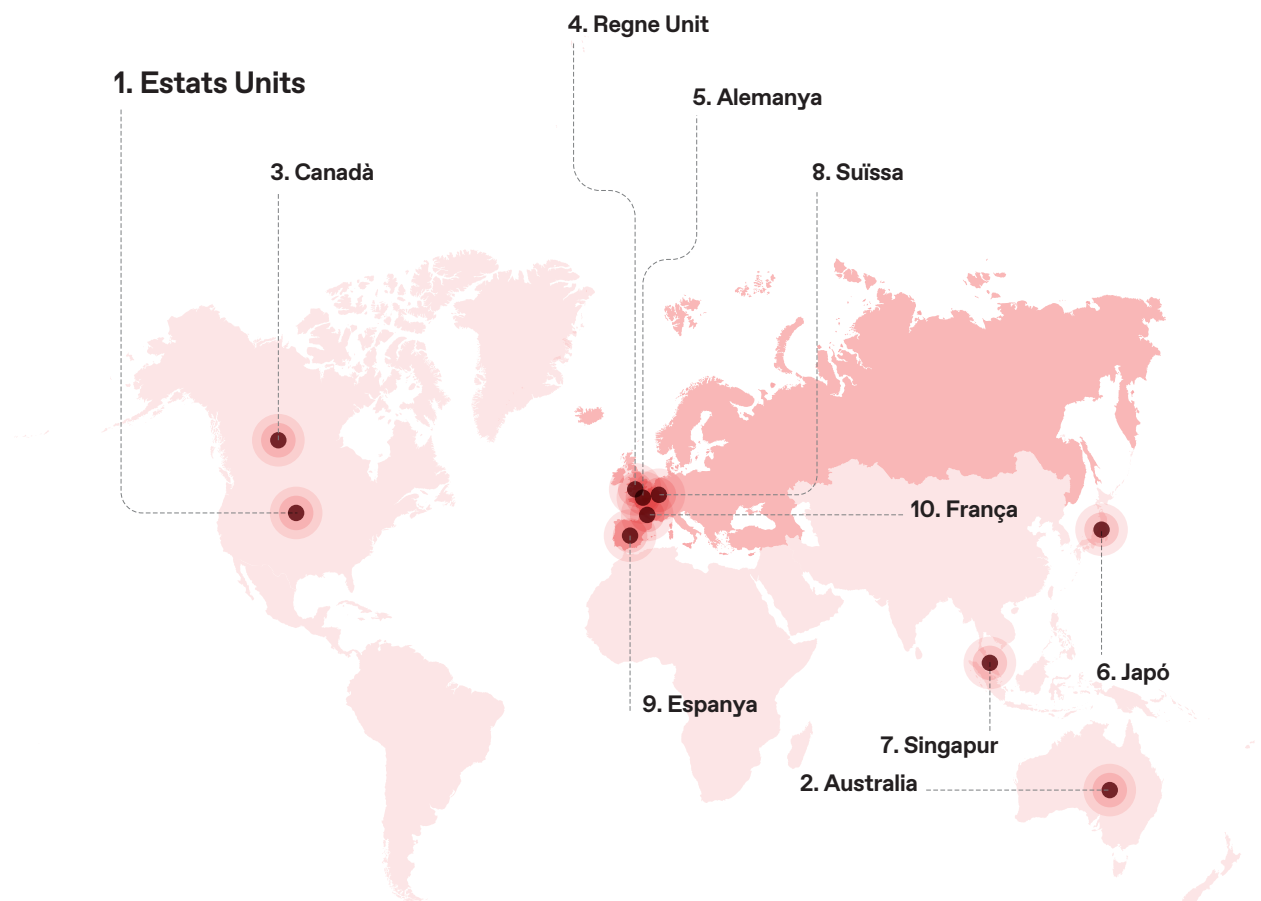 4. Regne Unit
1. Estats Units
5. Alemanya
3. Canadà
8. Suïssa
10. França
6. Japó
9. Espanya
7. Singapur
2. Australia